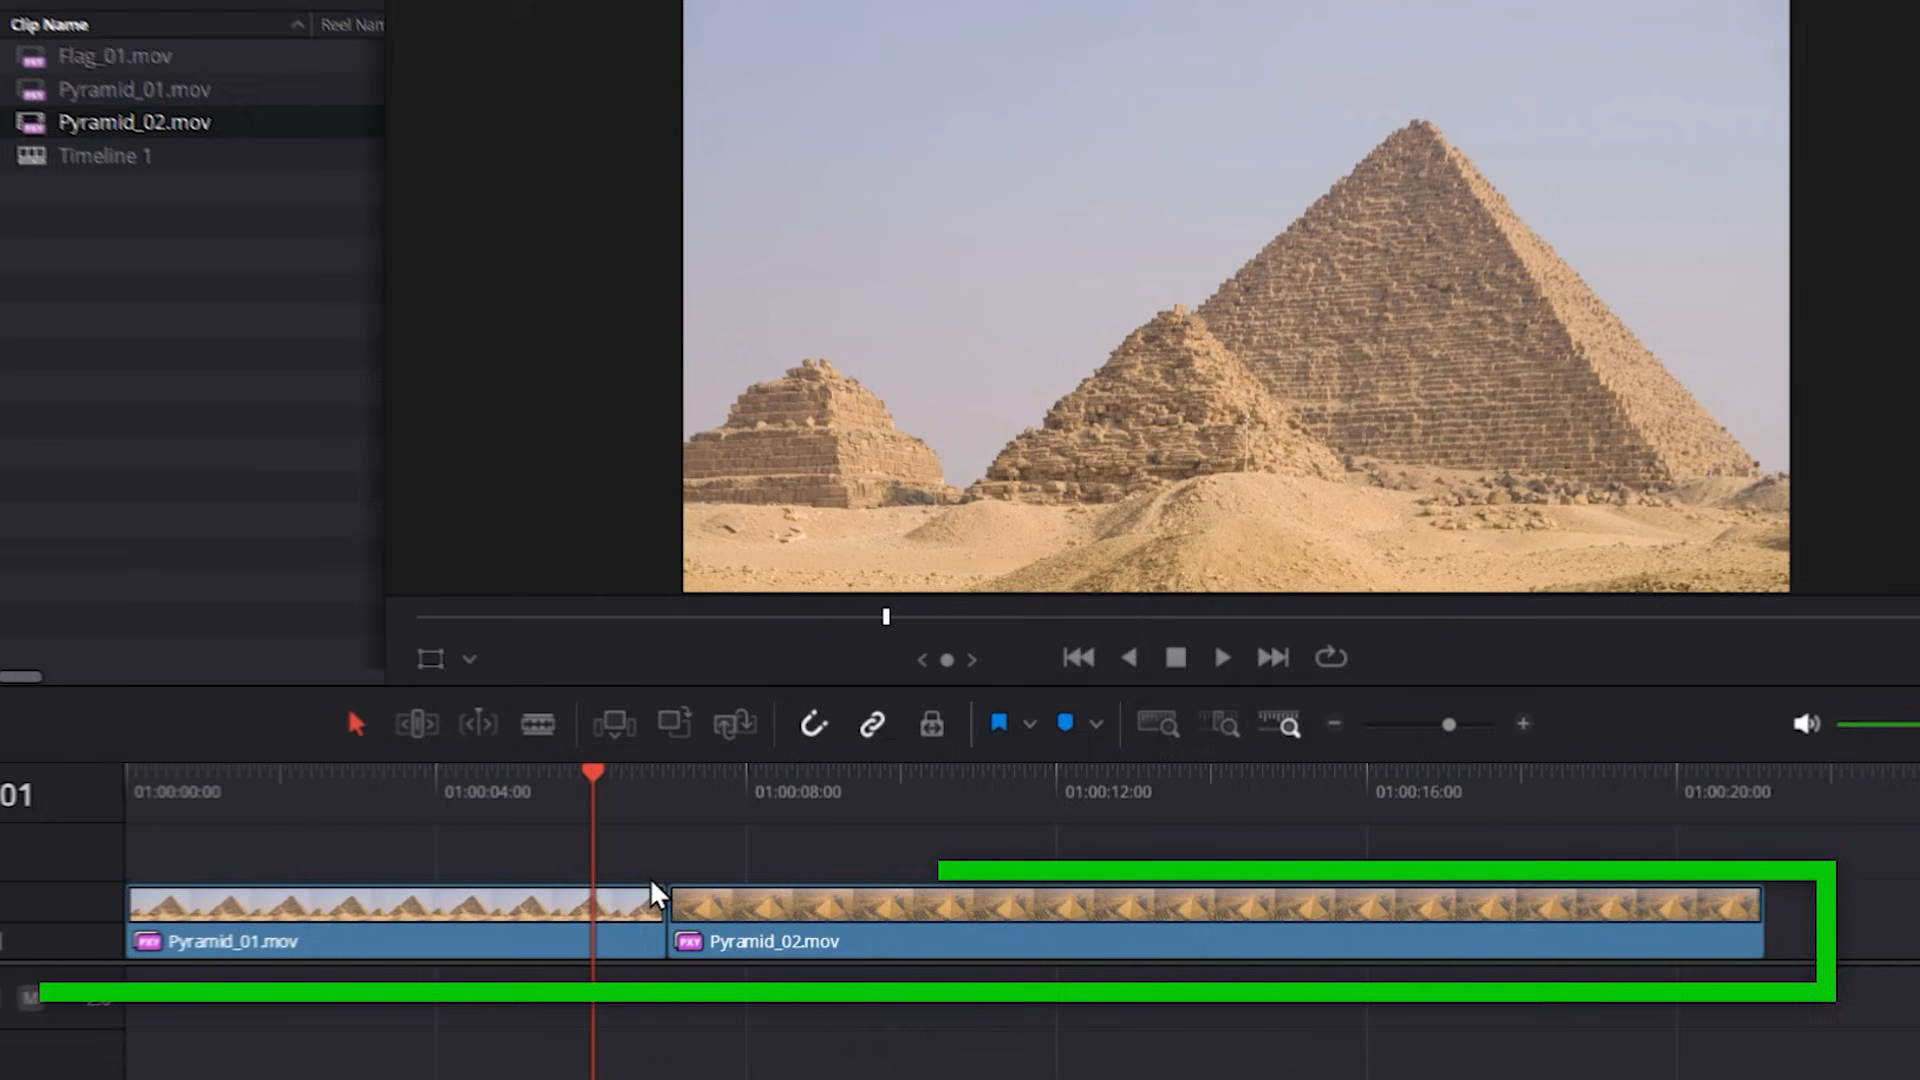 Clip Name
Reel Nam
Flag_01.mov
Pyramid_01.mov
Pyramid_02.mov
Timeline 1
01
01:00:00:00
01:00:04:00
01:00:08:00
01:00:12:00
01:00:16:00
01:00:20:00
PXY Pyramid_01.mov
PXY Pyramid_02.mov
M